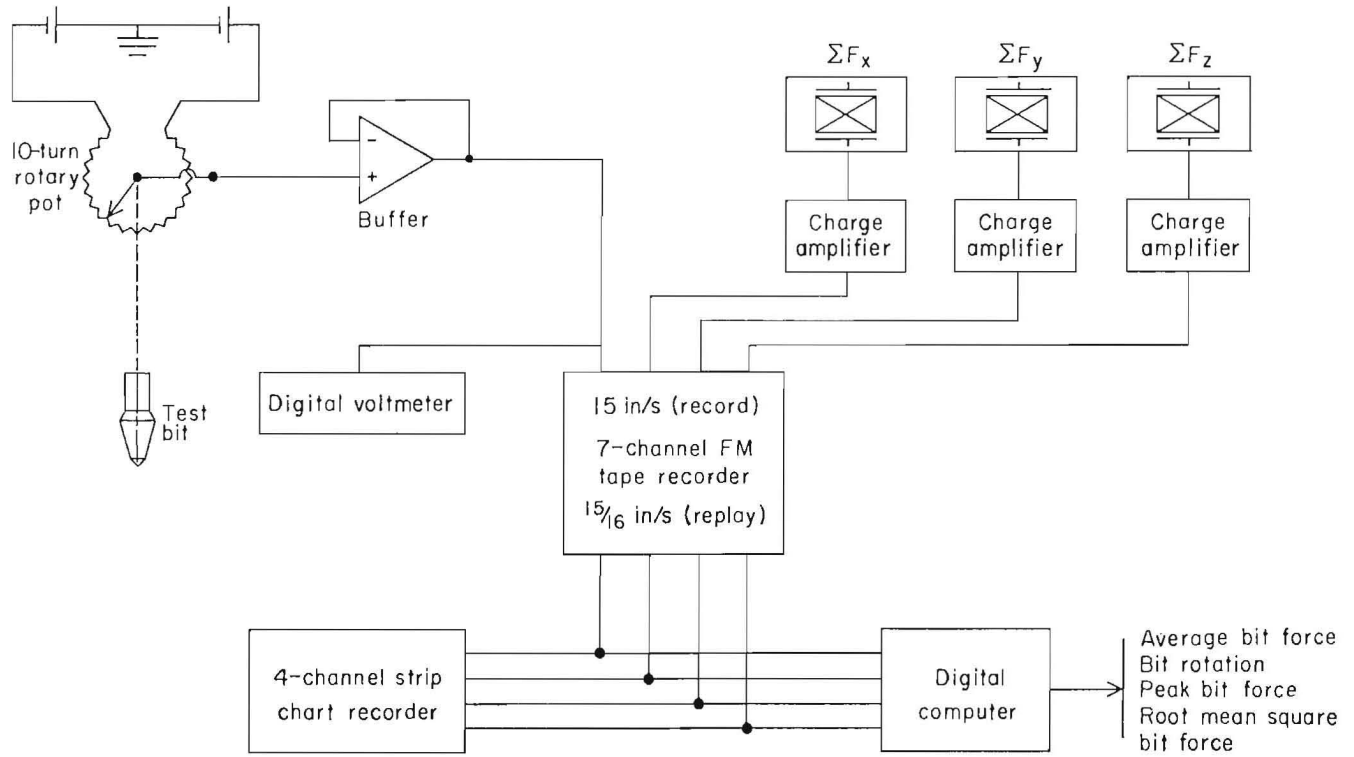 ΣFx
ΣFy
ΣFz
10-turn
rotary
pot
-
+
Buffer
Charge
amplifier
Charge
amplifier
Charge
amplifier
Test
bit
Digital voltmeter
15 in/s (record)
7-channel FM
tape recorder
15/16 in/s (replay)
4-channel strip
chart recorder
Digital
computer
Average bit force
Bit rotation
Peak bit force
Root mean square
bit force